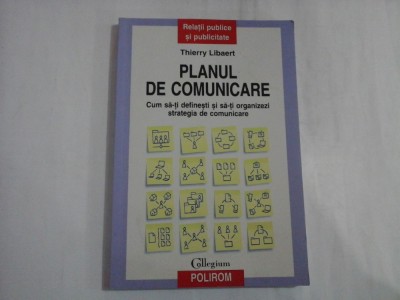 Relații publice
și publicitate
Thierry Libaert
PLANUL
DE COMUNICARE
Cum să-ți definești și să-ți organizezi
strategia de comunicare
Collegium
POLIROM